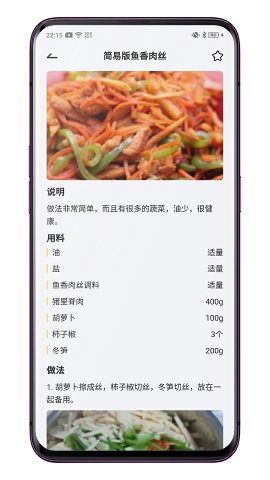 22:15
简易版鱼香肉丝
说明
做法非常简单，而且有很多的蔬菜，油少，很健
康。
用料
油 适量
盐 适量
鱼香肉丝调料 适量
猪里脊肉 400g
胡萝卜 100g
柿子椒 3个
冬笋 200g
做法
1. 胡萝卜擦成丝，柿子椒切丝，冬笋切丝，放在一
起备用。